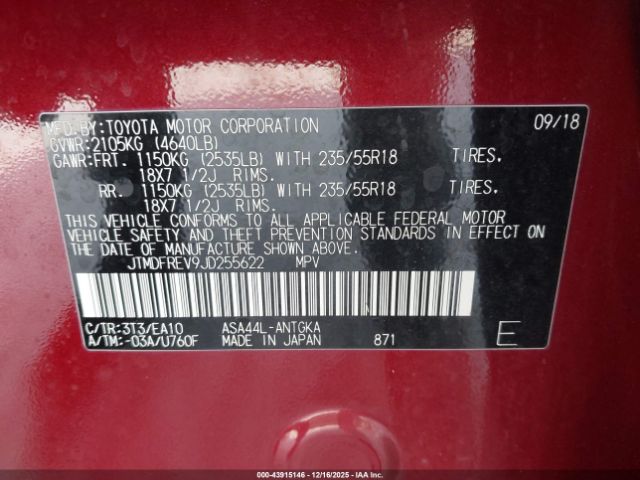 MFD.BY:TOYOTA MOTOR CORPORATION 09/18
GVWR:2105KG (4640LB)
GAWR:FRT. 1150KG (2535LB) WITH 235/55R18 TIRES.
18X7 1/2J RIMS.
RR. 1150KG (2535LB) WITH 235/55R18 TIRES.
18X7 1/2J RIMS.
THIS VEHICLE CONFORMS TO ALL APPLICABLE FEDERAL MOTOR
VEHICLE SAFETY AND THEFT PREVENTION STANDARDS IN EFFECT
ON THE DATE OF MANUFACTURE SHOWN ABOVE.
JTMDFREV9JD255622 MPV
C/TR:3T3/EA10 ASA44L-ANTGKA
A/TM:-03A/U760F MADE IN JAPAN 871 E
000-43915146 - 12/16/2025 - IAA Inc.